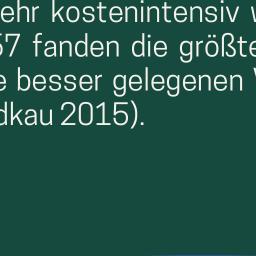 ehr kostenintensiv
57 fanden die größte
e besser gelegenen
dkau 2015).